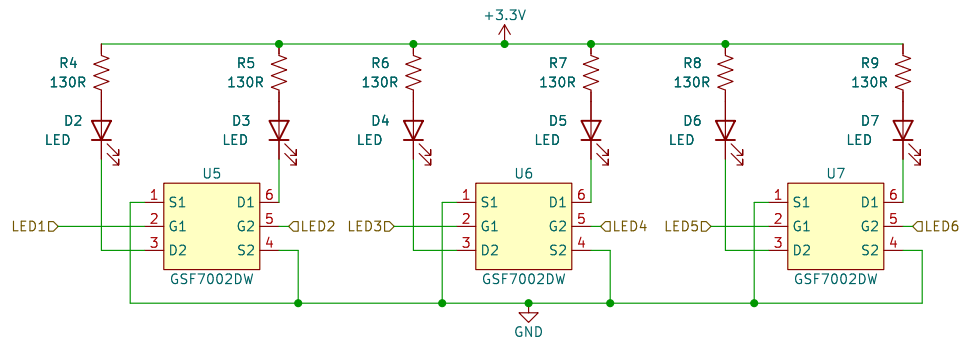 +3.3V
R4
130R
R5
130R
R6
130R
R7
130R
R8
130R
R9
130R
D2
LED
D3
LED
D4
LED
D5
LED
D6
LED
D7
LED
U5
1 S1 D1 6
LED1 2 G1 G2 5 LED2
3 D2 S2 4
GSF7002DW
U6
1 S1 D1 6
LED3 2 G1 G2 5 LED4
3 D2 S2 4
GSF7002DW
U7
1 S1 D1 6
LED5 2 G1 G2 5 LED6
3 D2 S2 4
GSF7002DW
GND